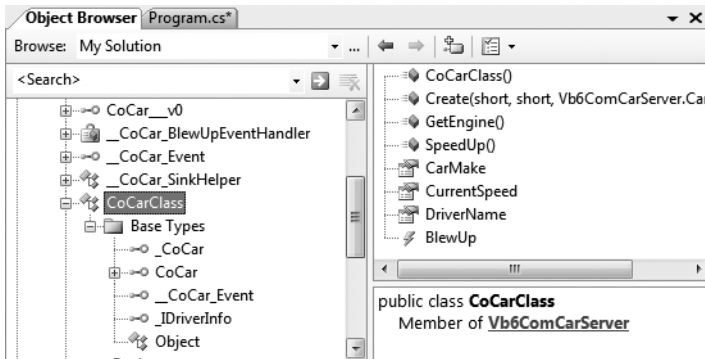 Object Browser Program.cs*
Browse: My Solution ...
<Search>
CoCar__v0
__CoCar_BlewUpEventHandler
__CoCar_Event
__CoCar_SinkHelper
CoCarClass
Base Types
_CoCar
CoCar
__CoCar_Event
_IDriverInfo
Object
CoCarClass()
Create(short, short, Vb6ComCarServer.Car
GetEngine()
SpeedUp()
CarMake
CurrentSpeed
DriverName
BlewUp
public class CoCarClass
Member of Vb6ComCarServer